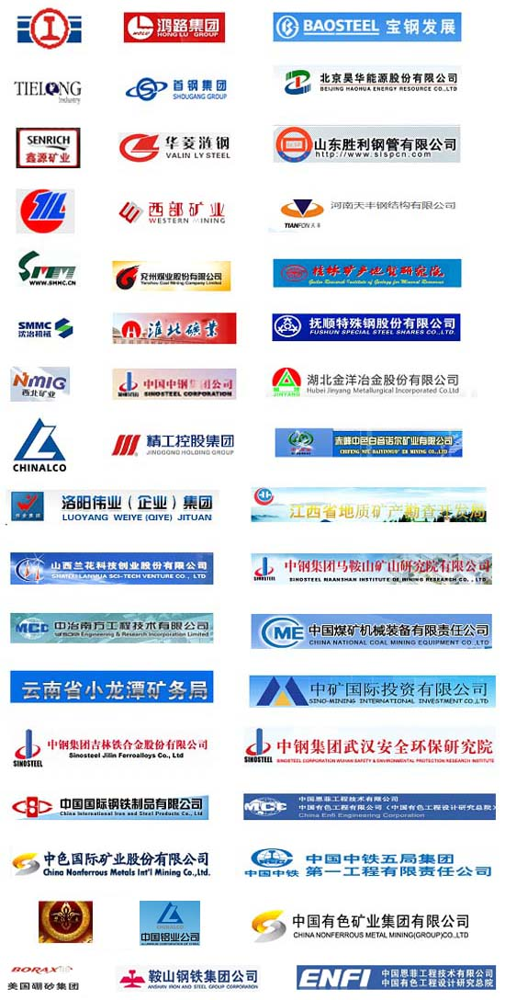 鸿路集团
HONG LU GROUP
BAOSTEEL 宝钢发展
TIELONG
Industry
首钢集团
SHOUGANG GROUP
北京昊华能源股份有限公司
BEIJING HAOHUA ENERGY RESOURCE CO.,LTD
SENRICH
鑫源矿业
华菱涟钢
VALIN LY STEEL
山东胜利钢管有限公司
http://www.slspcn.com
西部矿业
WESTERN MINING
河南天丰钢结构有限公司
TIANFON 天丰
SMM
WWW.SMMC.CN
兖州煤业股份有限公司
Yanzhou Coal Mining Company Limited
桂林矿产地质研究院
Guilin Research Institute of Geology for Mineral Resources
SMMC
沈冶机械
淮北矿业
抚顺特殊钢股份有限公司
FUSHUN SPECIAL STEEL SHARES CO.,LTD.
NMIG
西北矿业
中国中钢集团公司
SINOSTEEL CORPORATION
JINYANG
湖北金洋冶金股份有限公司
Hubei Jinyang Metallurgical Incorporated Co.Ltd
CHINALCO
精工控股集团
JINGGONG HOLDING GROUP
赤峰中色白音诺尔矿业有限公司
CHIFENG NFC BAIYINNUO' ER MINING CO.,LTD
洛阳伟业（企业）集团
LUOYANG WEIYE (QIYE) JITUAN
江西省地质矿产勘查开发局
山西兰花科技创业股份有限公司
SHANXI LANHUA SCI-TECH VENTURE CO., LTD
SINOSTEEL
中钢集团马鞍山矿山研究院有限公司
SINOSTEEL MAANSHAN INSTITUTE OF MINING RESEARCH CO., LTD.
MCC
中冶南方工程技术有限公司
WISDRI Engineering & Research Incorporation Limited
CME
中国煤矿机械装备有限责任公司
CHINA NATIONAL COAL MINING EQUIPMENT CO.,LTD
云南省小龙潭矿务局
中矿国际投资有限公司
SINO-MINING INTERNATIONAL INVESTMENT CO.,LTD
SINOSTEEL
中钢集团吉林铁合金股份有限公司
Sinosteel Jilin Ferroalloys Co., Ltd
SINOSTEEL
中钢集团武汉安全环保研究院
SINOSTEEL CORPORATION WUHAN SAFETY & ENVIRONMENTAL PROTECTION RESEARCH INSTITUTE
中国国际钢铁制品有限公司
China International Iron and Steel Products Co., Ltd
MCC
中国恩菲工程技术有限公司
中国有色工程有限公司（中国有色工程设计研究总院）
China Enfi Engineering Corporation
中色国际矿业股份有限公司
China Nonferrous Metals Int'l Mining Co.,Ltd.
中国中铁
中国中铁五局集团
第一工程有限责任公司
CHINALCO
中国铝业公司
ALUMINUM CORPORATION OF CHINA
中国有色矿业集团有限公司
CHINA NONFERROUS METAL MINING(GROUP)CO.,LTD
BORAX
美国硼砂集团
鞍山钢铁集团公司
ANSHAN IRON AND STEEL GROUP CORPORATION
ENFI
中国恩菲工程技术有限公司
中国有色工程设计研究总院